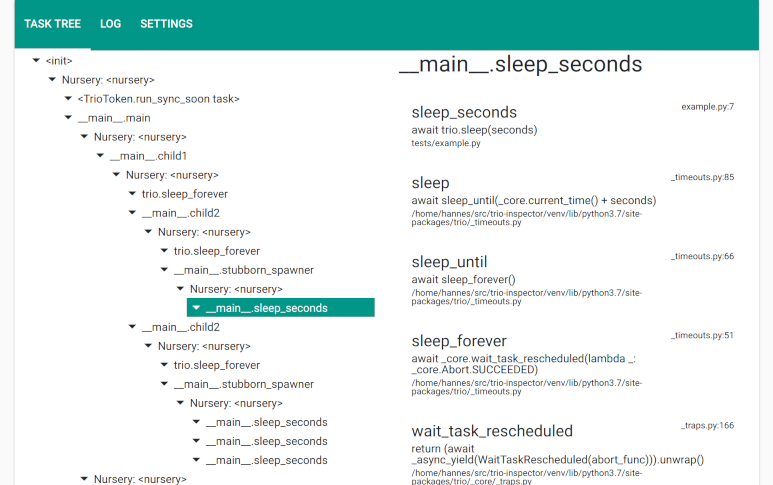 TASK TREE LOG SETTINGS
<init>
Nursery: <nursery>
<TrioToken.run_sync_soon task>
__main__.main
Nursery: <nursery>
__main__.child1
Nursery: <nursery>
trio.sleep_forever
__main__.child2
Nursery: <nursery>
trio.sleep_forever
__main__.stubborn_spawner
Nursery: <nursery>
__main__.sleep_seconds
__main__.child2
Nursery: <nursery>
trio.sleep_forever
__main__.stubborn_spawner
Nursery: <nursery>
__main__.sleep_seconds
__main__.sleep_seconds
__main__.sleep_seconds
Nursery: <nursery>
__main__.sleep_seconds
sleep_seconds
example.py:7
await trio.sleep(seconds)
tests/example.py
sleep
_timeouts.py:85
await sleep_until(_core.current_time() + seconds)
/home/hannes/src/trio-inspector/venv/lib/python3.7/site-
packages/trio/_timeouts.py
sleep_until
_timeouts.py:66
await sleep_forever()
/home/hannes/src/trio-inspector/venv/lib/python3.7/site-
packages/trio/_timeouts.py
sleep_forever
_timeouts.py:51
await _core.wait_task_rescheduled(lambda _:
_core.Abort.SUCCEEDED)
/home/hannes/src/trio-inspector/venv/lib/python3.7/site-
packages/trio/_timeouts.py
wait_task_rescheduled
_traps.py:166
return (await
_async_yield(WaitTaskRescheduled(abort_func))).unwrap()
/home/hannes/src/trio-inspector/venv/lib/python3.7/site-
packages/trio/_core/_traps.py